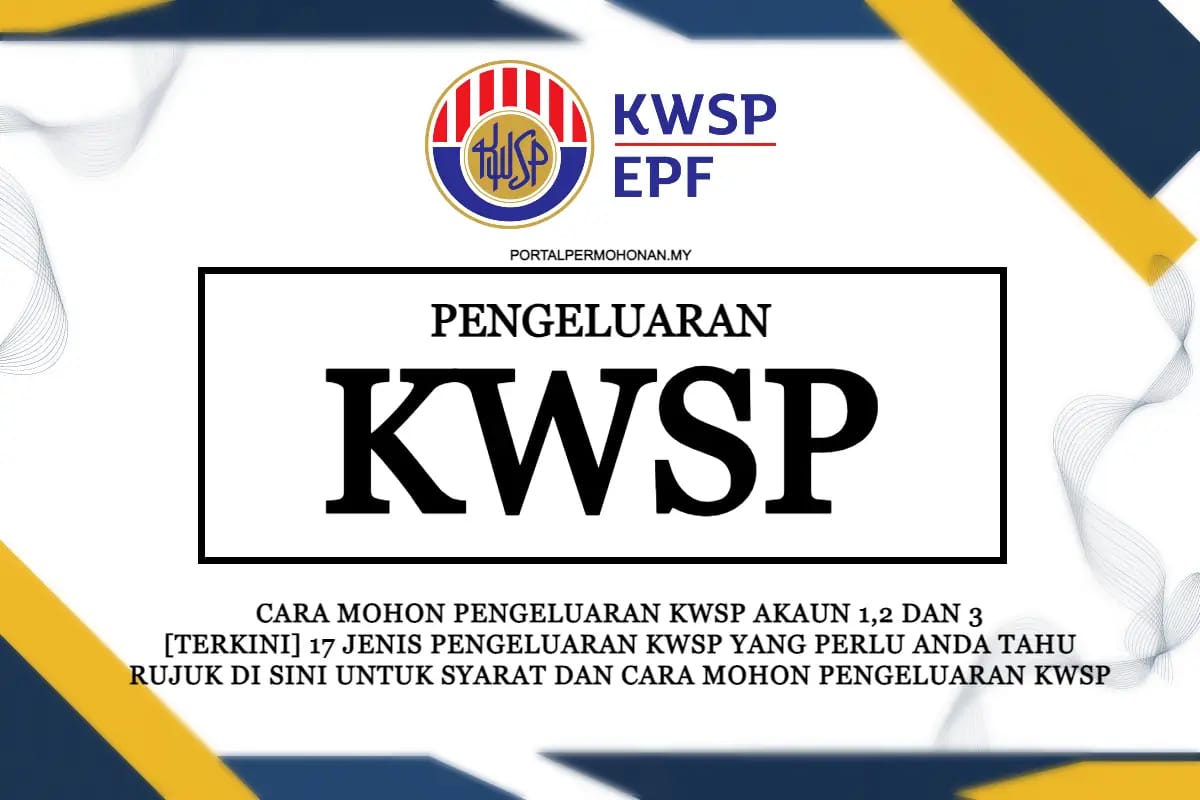 KWSP
KWSP
EPF
PORTALPERMOHONAN.MY
PENGELUARAN
KWSP
CARA MOHON PENGELUARAN KWSP AKAUN 1,2 DAN 3
[TERKINI] 17 JENIS PENGELUARAN KWSP YANG PERLU ANDA TAHU
RUJUK DI SINI UNTUK SYARAT DAN CARA MOHON PENGELUARAN KWSP